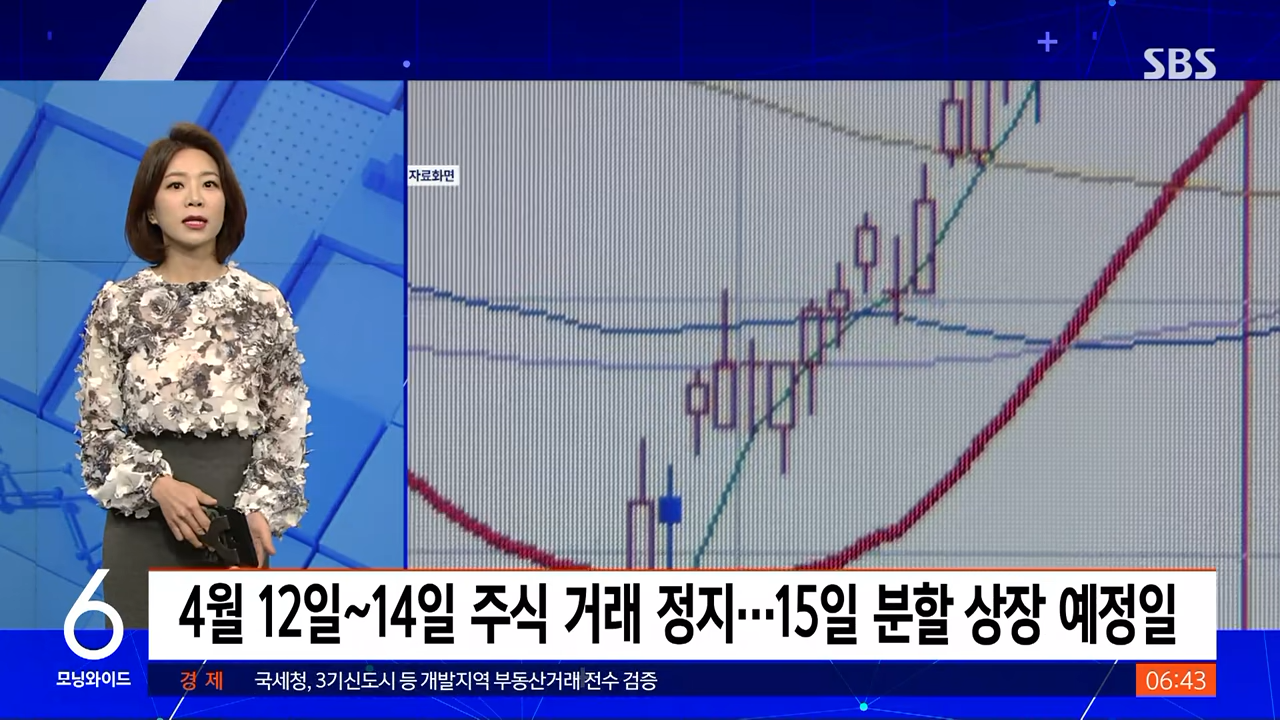 SBS
자료화면
4월 12일~14일 주식 거래 정지…15일 분할 상장 예정일
6
모닝와이드
경제 국세청, 3기신도시 등 개발지역 부동산거래 전수 검증
06:43